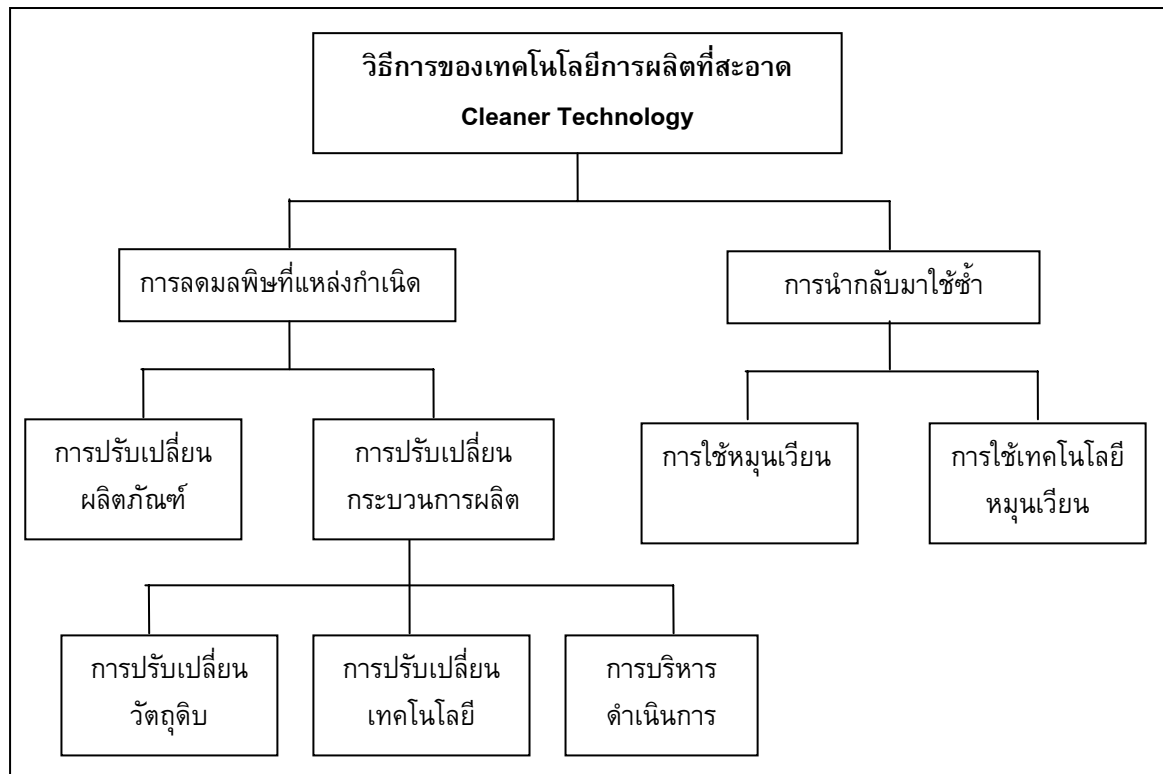 วิธีการของเทคโนโลยีการผลิตที่สะอาด
Cleaner Technology
การลดมลพิษที่แหล่งกำเนิด
การนำกลับมาใช้ซ้ำ
การปรับเปลี่ยน
ผลิตภัณฑ์
การปรับเปลี่ยน
กระบวนการผลิต
การใช้หมุนเวียน
การใช้เทคโนโลยี
หมุนเวียน
การปรับเปลี่ยน
วัตถุดิบ
การปรับเปลี่ยน
เทคโนโลยี
การบริหาร
ดำเนินการ